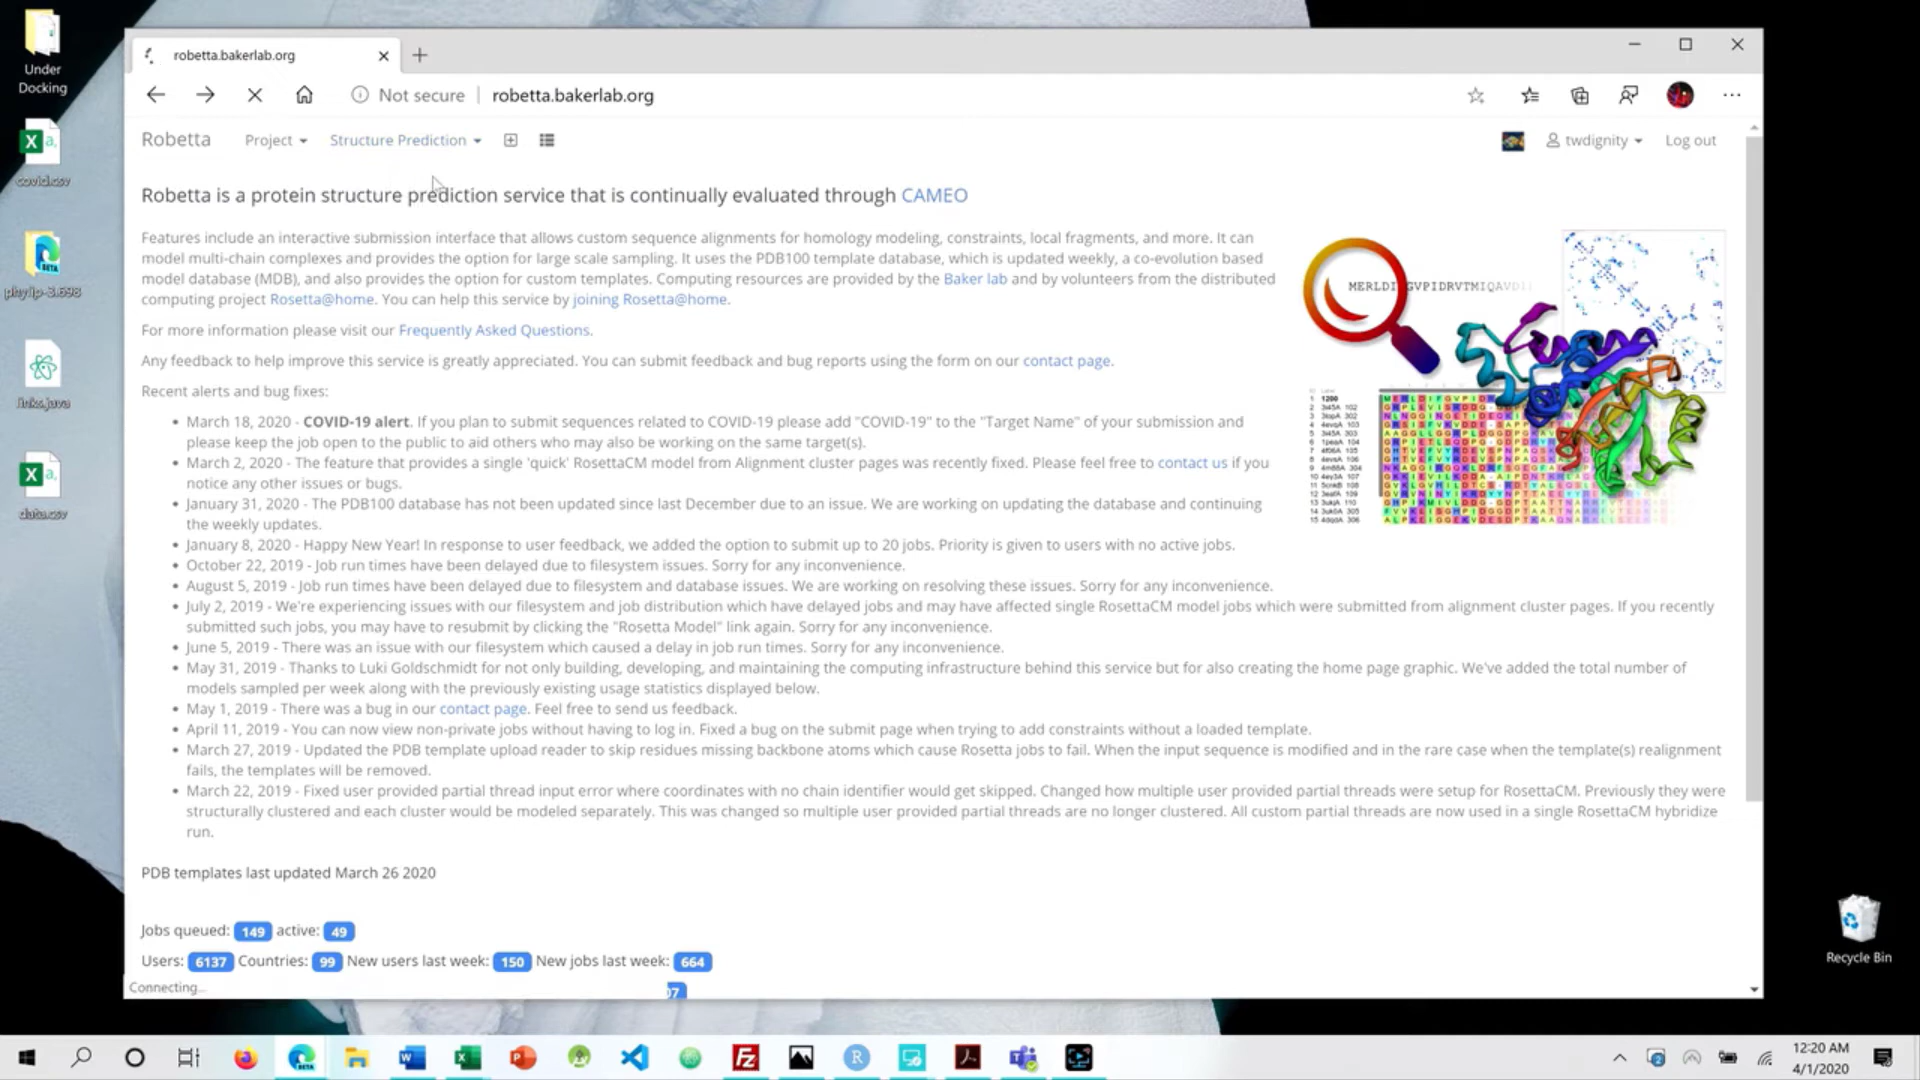 Under
Docking
covid.csv
phylip-3.698
links.java
data.csv
robetta.bakerlab.org
Not secure
robetta.bakerlab.org
Robetta
Project
Structure Prediction
twdignity
Log out
Robetta is a protein structure prediction service that is continually evaluated through CAMEO
Features include an interactive submission interface that allows custom sequence alignments for homology modeling, constraints, local fragments, and more. It can
model multi-chain complexes and provides the option for large scale sampling. It uses the PDB100 template database, which is updated weekly, a co-evolution based
model database (MDB), and also provides the option for custom templates. Computing resources are provided by the Baker lab and by volunteers from the distributed
computing project Rosetta@home. You can help this service by joining Rosetta@home.
For more information please visit our Frequently Asked Questions.
Any feedback to help improve this service is greatly appreciated. You can submit feedback and bug reports using the form on our contact page.
Recent alerts and bug fixes:
• March 18, 2020 - COVID-19 alert. If you plan to submit sequences related to COVID-19 please add "COVID-19" to the "Target Name" of your submission and
please keep the job open to the public to aid others who may also be working on the same target(s).
• March 2, 2020 - The feature that provides a single 'quick' RosettaCM model from Alignment cluster pages was recently fixed. Please feel free to contact us if you
notice any other issues or bugs.
• January 31, 2020 - The PDB100 database has not been updated since last December due to an issue. We are working on updating the database and continuing
the weekly updates.
• January 8, 2020 - Happy New Year! In response to user feedback, we added the option to submit up to 20 jobs. Priority is given to users with no active jobs.
• October 22, 2019 - Job run times have been delayed due to filesystem issues. Sorry for any inconvenience.
• August 5, 2019 - Job run times have been delayed due to filesystem and database issues. We are working on resolving these issues. Sorry for any inconvenience.
• July 2, 2019 - We're experiencing issues with our filesystem and job distribution which have delayed jobs and may have affected single RosettaCM model jobs which were submitted from alignment cluster pages. If you recently
submitted such jobs, you may have to resubmit by clicking the "Rosetta Model" link again. Sorry for any inconvenience.
• June 5, 2019 - There was an issue with our filesystem which caused a delay in job run times. Sorry for any inconvenience.
• May 31, 2019 - Thanks to Luki Goldschmidt for not only building, developing, and maintaining the computing infrastructure behind this service but for also creating the home page graphic. We've added the total number of
models sampled per week along with the previously existing usage statistics displayed below.
• May 1, 2019 - There was a bug in our contact page. Feel free to send us feedback.
• April 11, 2019 - You can now view non-private jobs without having to log in. Fixed a bug on the submit page when trying to add constraints without a loaded template.
• March 27, 2019 - Updated the PDB template upload reader to skip residues missing backbone atoms which cause Rosetta jobs to fail. When the input sequence is modified and in the rare case when the template(s) realignment
fails, the templates will be removed.
• March 22, 2019 - Fixed user provided partial thread input error where coordinates with no chain identifier would get skipped. Changed how multiple user provided partial threads were setup for RosettaCM. Previously they were
structurally clustered and each cluster would be modeled separately. This was changed so multiple user provided partial threads are no longer clustered. All custom partial threads are now used in a single RosettaCM hybridize
run.
PDB templates last updated March 26 2020
Jobs queued: 149 active: 49
Users: 6137 Countries: 99 New users last week: 150 New jobs last week: 664
Connecting...
Recycle Bin
12:20 AM
4/1/2020